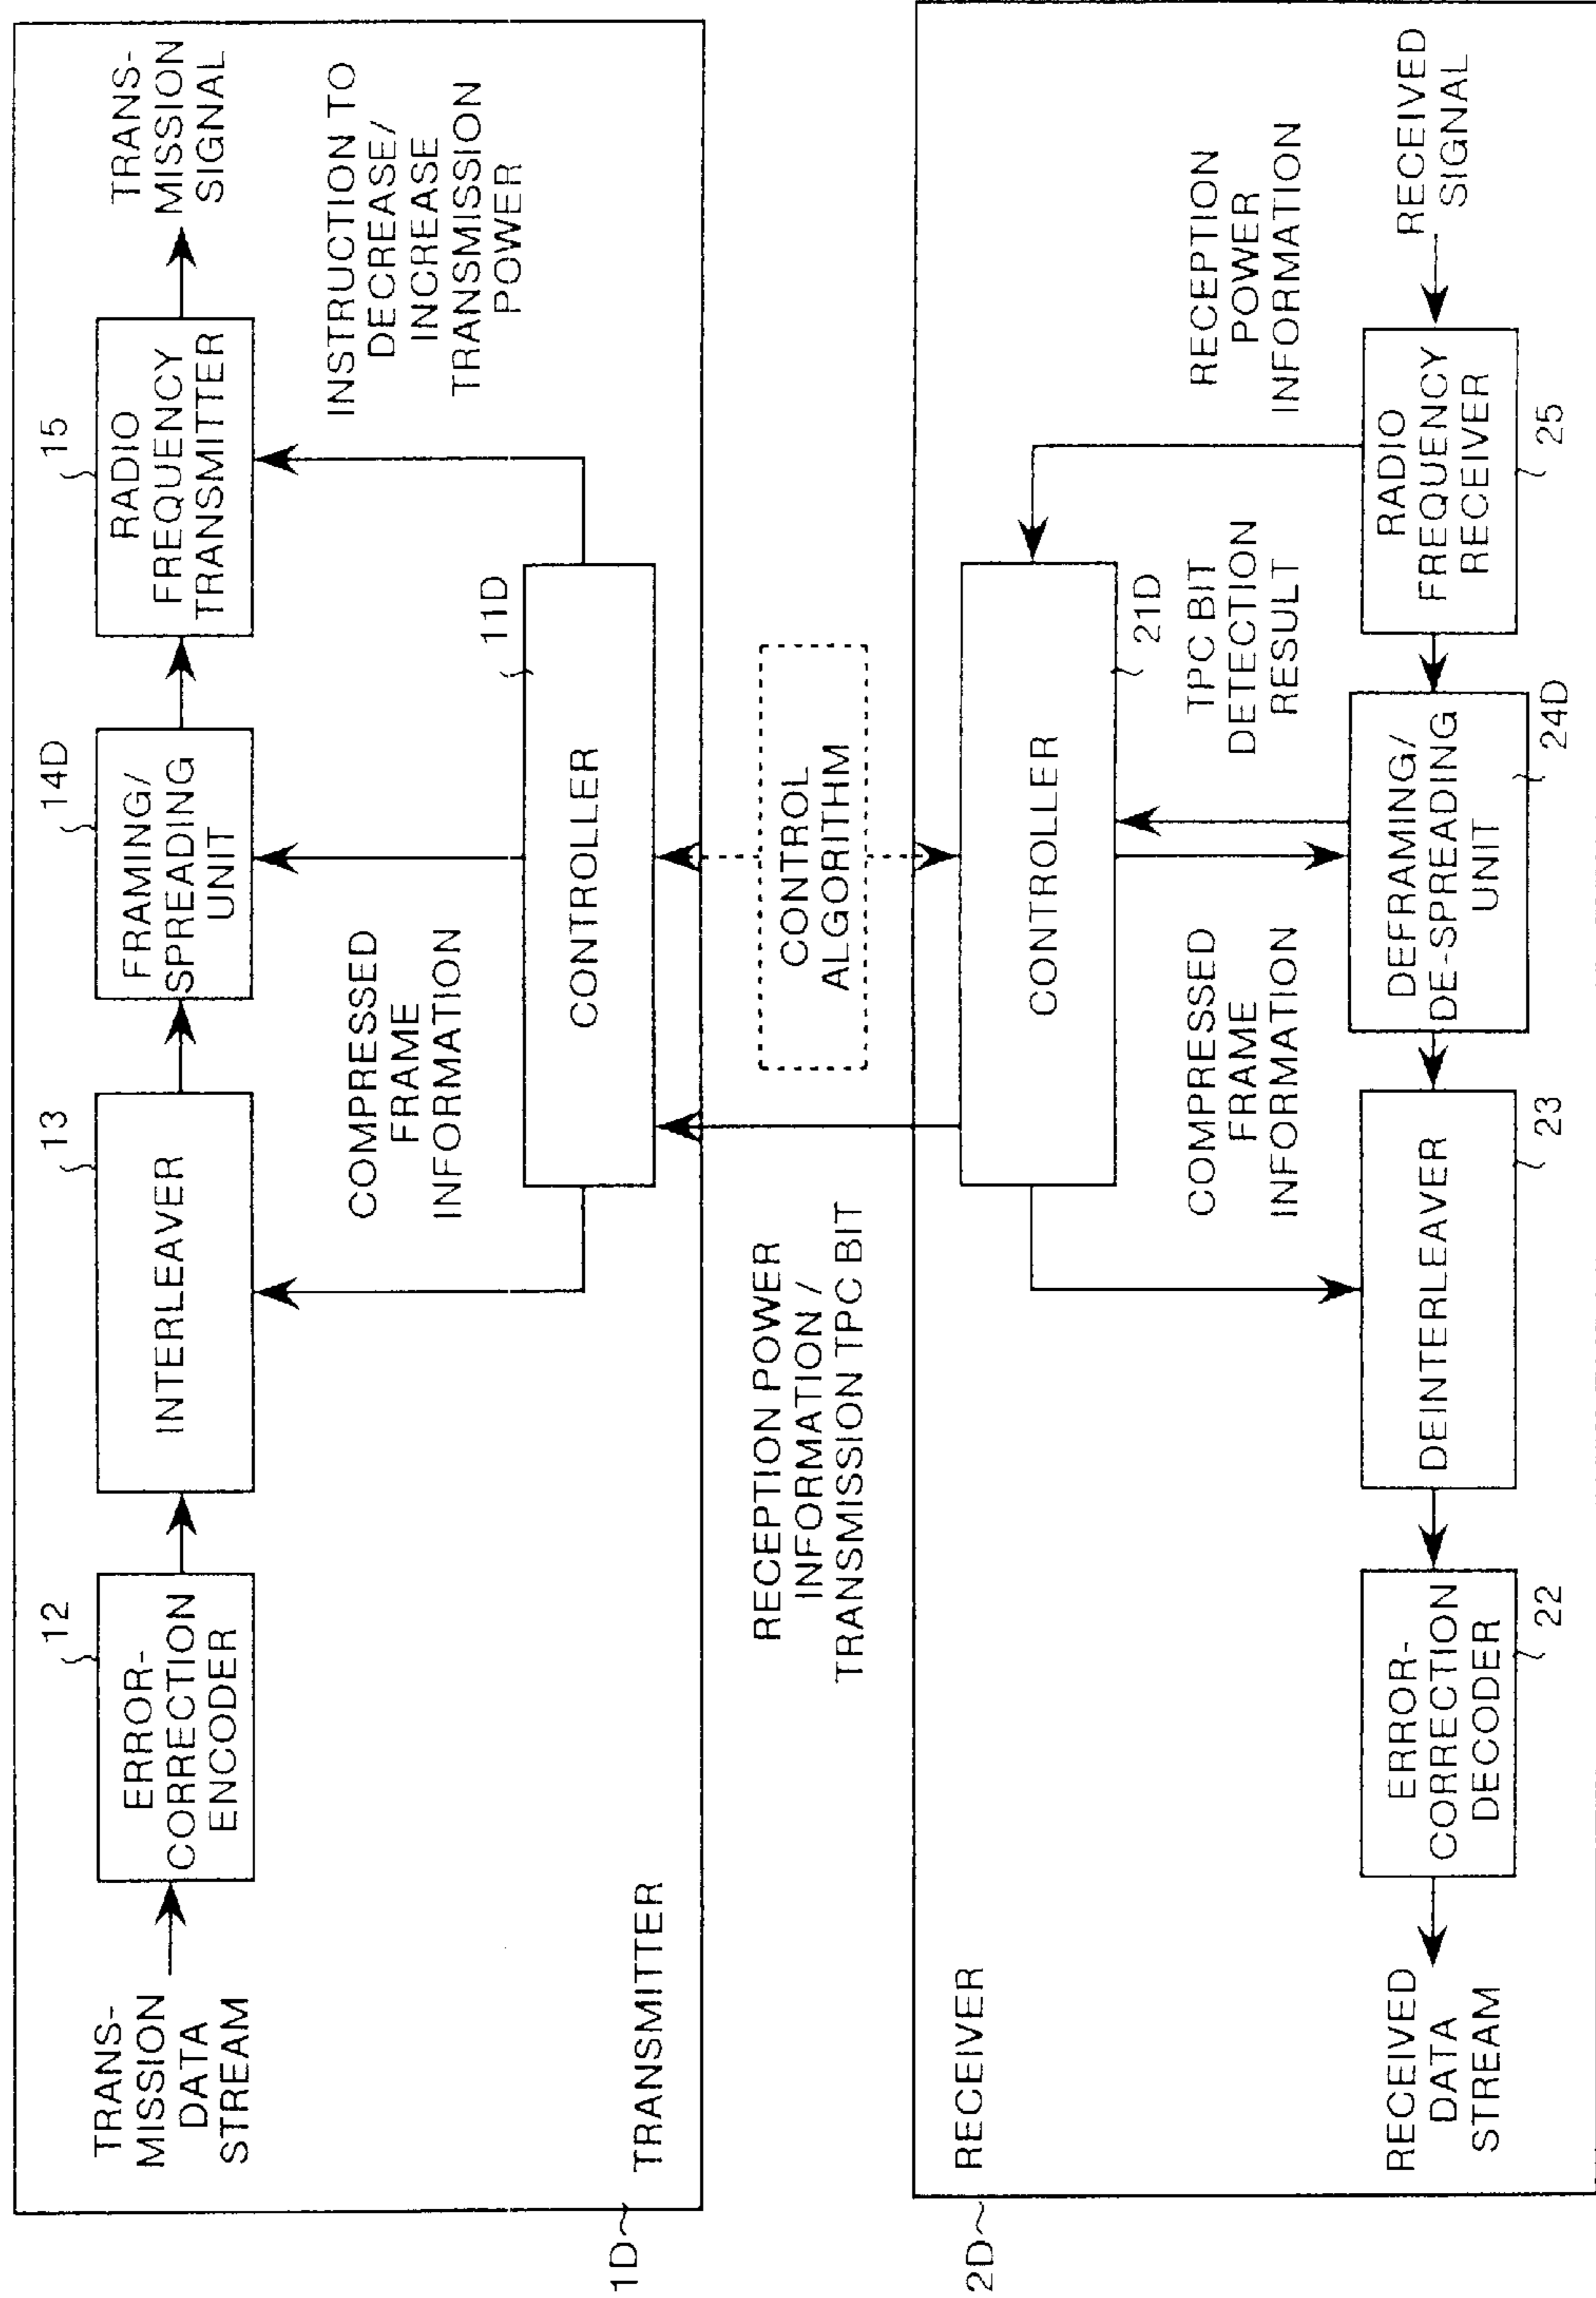 TRANS-
MISSION
DATA
STREAM
12
ERROR-
CORRECTION
ENCODER
13
INTERLEAVER
14D
FRAMING/
SPREADING
UNIT
15
RADIO
FREQUENCY
TRANSMITTER
TRANS-
MISSION
SIGNAL
COMPRESSED
FRAME
INFORMATION
INSTRUCTION TO
DECREASE/
INCREASE
TRANSMISSION
POWER
11D
CONTROLLER
TRANSMITTER
1D
RECEPTION POWER
INFORMATION /
TRANSMISSION TPC BIT
CONTROL
ALGORITHM
2D
RECEIVER
CONTROLLER
21D
COMPRESSED
FRAME
INFORMATION
TPC BIT
DETECTION
RESULT
RECEPTION
POWER
INFORMATION
RECEIVED
DATA
STREAM
ERROR-
CORRECTION
DECODER
22
DEINTERLEAVER
23
DEFRAMING/
DE-SPREADING
UNIT
24D
RADIO
FREQUENCY
RECEIVER
25
RECEIVED
SIGNAL